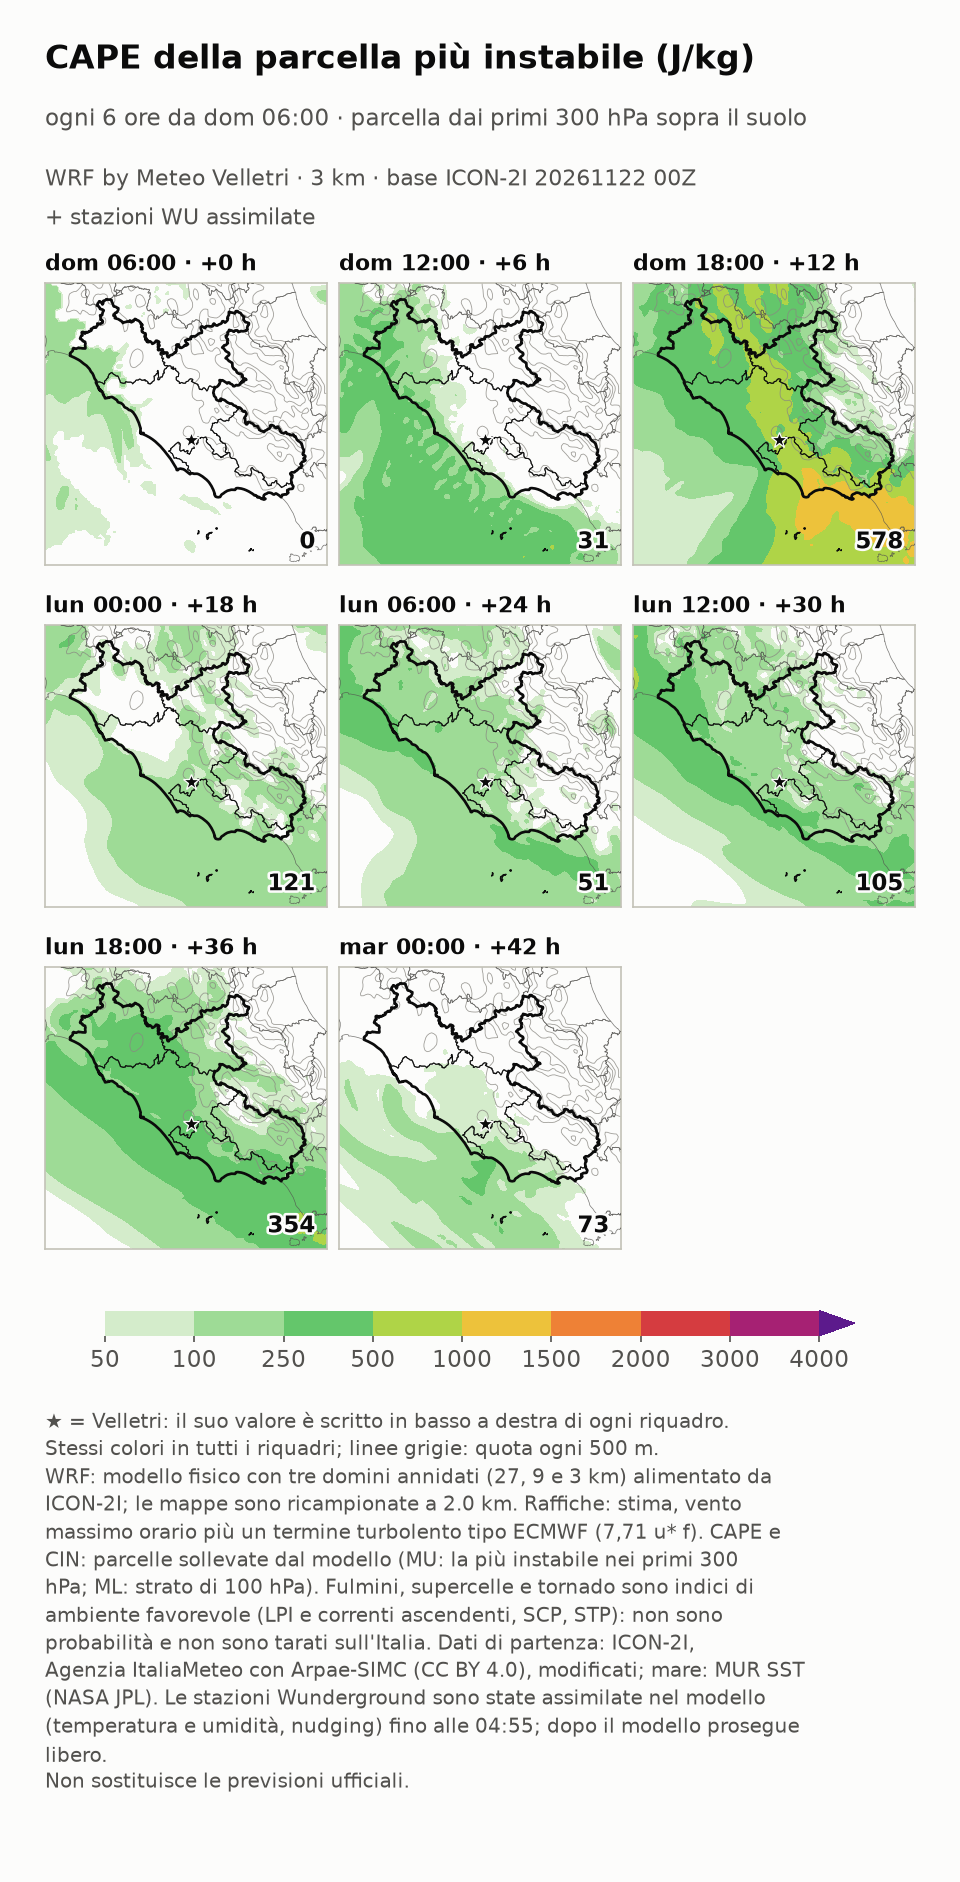 CAPE della parcella più instabile (J/kg)
ogni 6 ore da dom 06:00 · parcella dai primi 300 hPa sopra il suolo
WRF by Meteo Velletri · 3 km · base ICON-2I 20261122 00Z
+ stazioni WU assimilate
dom 06:00 · +0 h
dom 12:00 · +6 h
dom 18:00 · +12 h
0
31
578
lun 00:00 · +18 h
lun 06:00 · +24 h
lun 12:00 · +30 h
121
51
105
lun 18:00 · +36 h
mar 00:00 · +42 h
354
73
50 100 250 500 1000 1500 2000 3000 4000
★ = Velletri: il suo valore è scritto in basso a destra di ogni riquadro.
Stessi colori in tutti i riquadri; linee grigie: quota ogni 500 m.
WRF: modello fisico con tre domini annidati (27, 9 e 3 km) alimentato da
ICON-2I; le mappe sono ricampionate a 2.0 km. Raffiche: stima, vento
massimo orario più un termine turbolento tipo ECMWF (7,71 u* f). CAPE e
CIN: parcelle sollevate dal modello (MU: la più instabile nei primi 300
hPa; ML: strato di 100 hPa). Fulmini, supercelle e tornado sono indici di
ambiente favorevole (LPI e correnti ascendenti, SCP, STP): non sono
probabilità e non sono tarati sull'Italia. Dati di partenza: ICON-2I,
Agenzia ItaliaMeteo con Arpae-SIMC (CC BY 4.0), modificati; mare: MUR SST
(NASA JPL). Le stazioni Wunderground sono state assimilate nel modello
(temperatura e umidità, nudging) fino alle 04:55; dopo il modello prosegue
libero.
Non sostituisce le previsioni ufficiali.